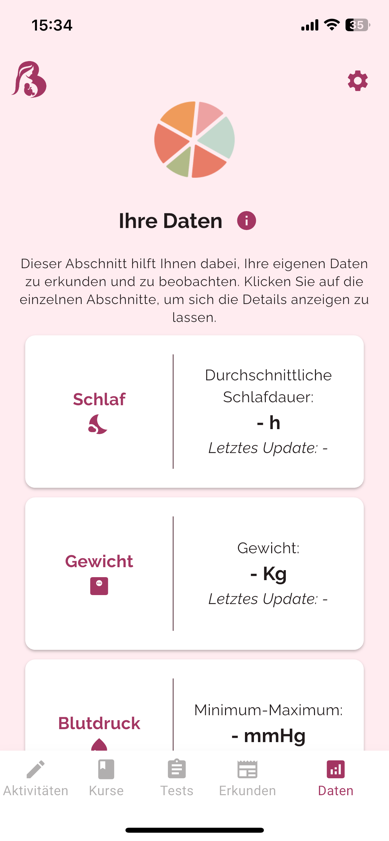 15:34
35
Ihre Daten
Dieser Abschnitt hilft Ihnen dabei, Ihre eigenen Daten
zu erkunden und zu beobachten. Klicken Sie auf die
einzelnen Abschnitte, um sich die Details anzeigen zu
lassen.
Schlaf
Durchschnittliche
Schlafdauer:
- h
Letztes Update: -
Gewicht
Gewicht:
- Kg
Letztes Update: -
Blutdruck
Minimum-Maximum:
- mmHg
Aktivitäten
Kurse
Tests
Erkunden
Daten